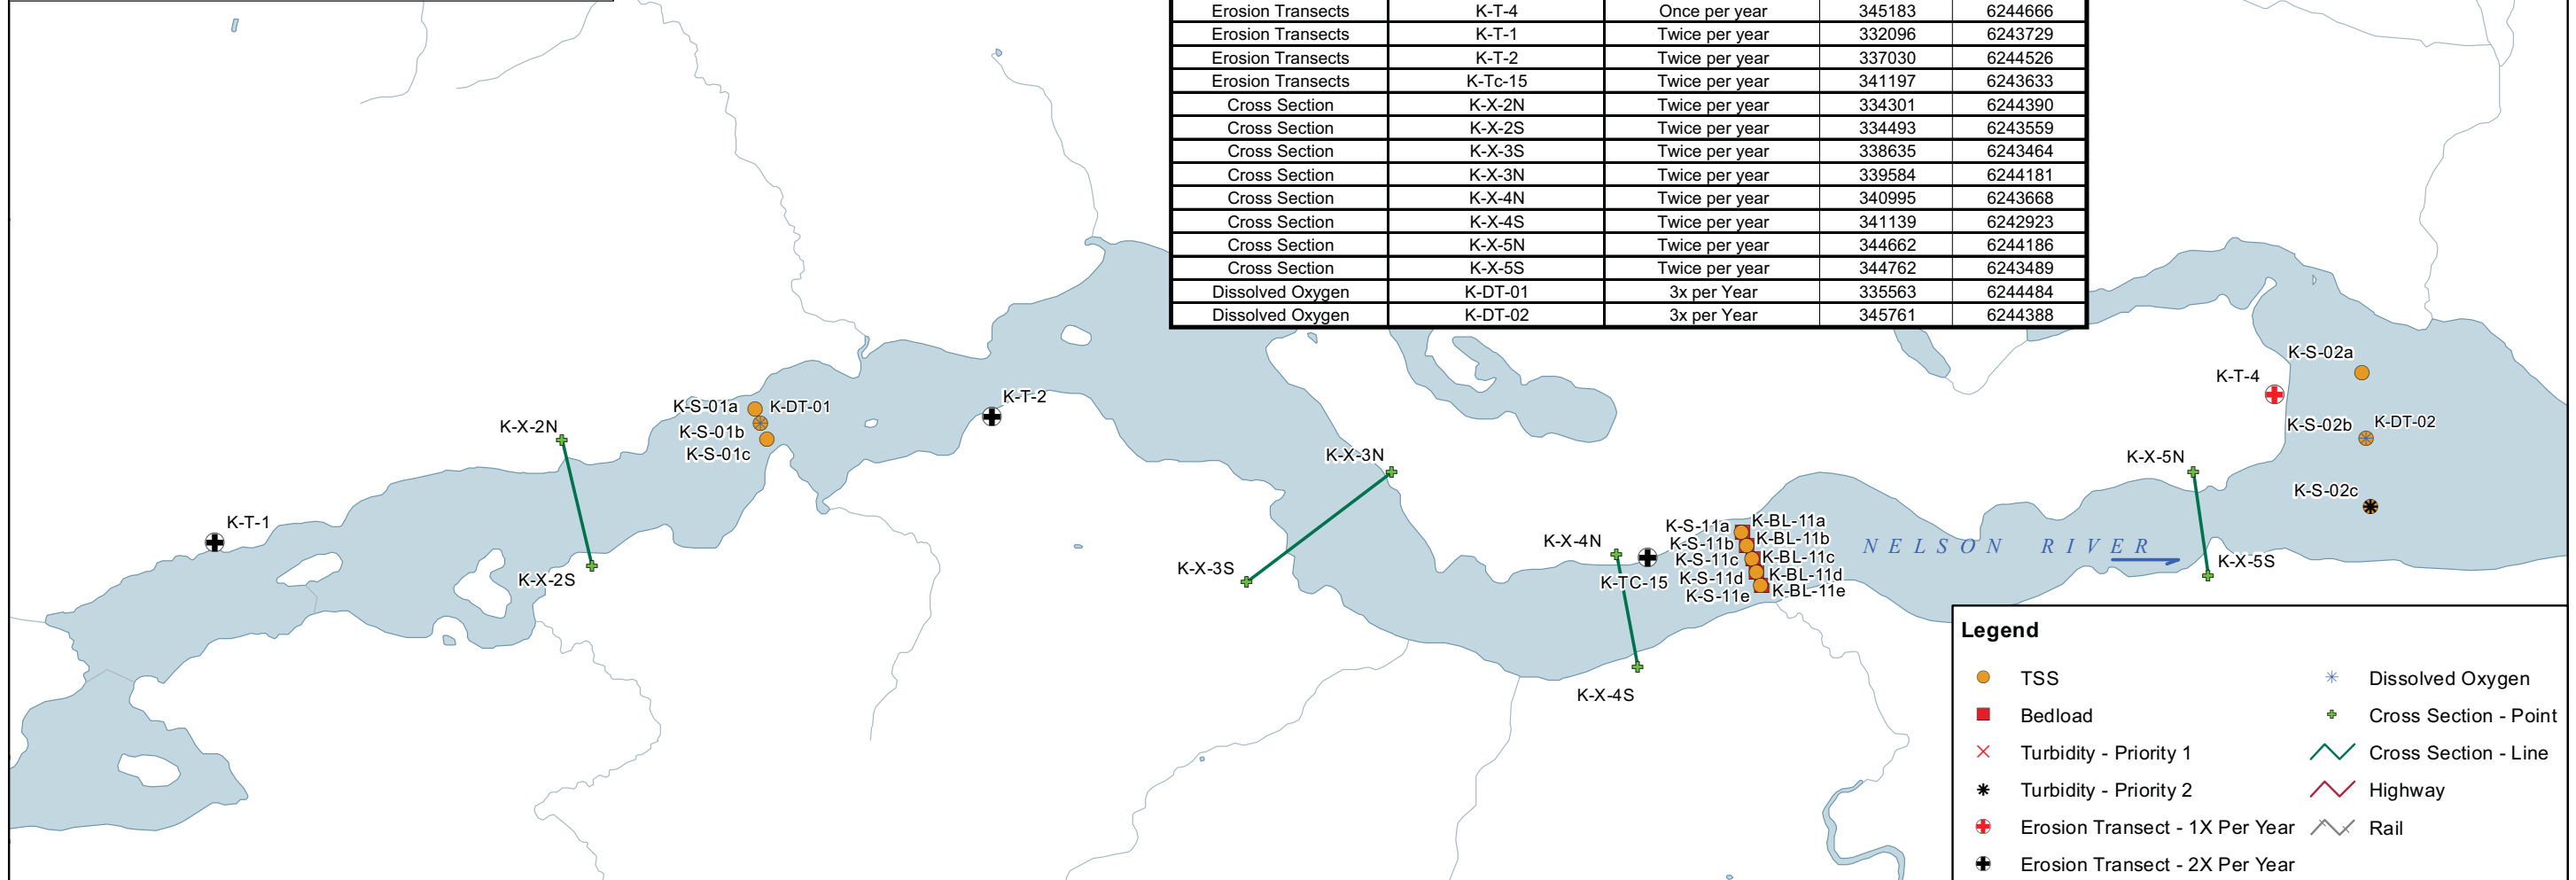 Erosion Transects K-T-4 Once per year 345183 6244666
Erosion Transects K-T-1 Twice per year 332096 6243729
Erosion Transects K-T-2 Twice per year 337030 6244526
Erosion Transects K-Tc-15 Twice per year 341197 6243633
Cross Section K-X-2N Twice per year 334301 6244390
Cross Section K-X-2S Twice per year 334493 6243559
Cross Section K-X-3S Twice per year 338635 6243464
Cross Section K-X-3N Twice per year 339584 6244181
Cross Section K-X-4N Twice per year 340995 6243668
Cross Section K-X-4S Twice per year 341139 6242923
Cross Section K-X-5N Twice per year 344662 6244186
Cross Section K-X-5S Twice per year 344762 6243489
Dissolved Oxygen K-DT-01 3x per Year 335563 6244484
Dissolved Oxygen K-DT-02 3x per Year 345761 6244388
K-T-1
K-X-2N
K-X-2S
K-S-01a
K-DT-01
K-S-01b
K-S-01c
K-T-2
K-X-3N
K-X-3S
K-X-4N
K-TC-15
K-X-4S
K-S-11a K-BL-11a
K-S-11b K-BL-11b
K-S-11c K-BL-11c
K-S-11d K-BL-11d
K-S-11e K-BL-11e
NELSON RIVER
K-X-5N
K-X-5S
K-T-4
K-S-02a
K-S-02b K-DT-02
K-S-02c
Legend
TSS
Bedload
Turbidity - Priority 1
Turbidity - Priority 2
Erosion Transect - 1X Per Year
Erosion Transect - 2X Per Year
Dissolved Oxygen
Cross Section - Point
Cross Section - Line
Highway
Rail